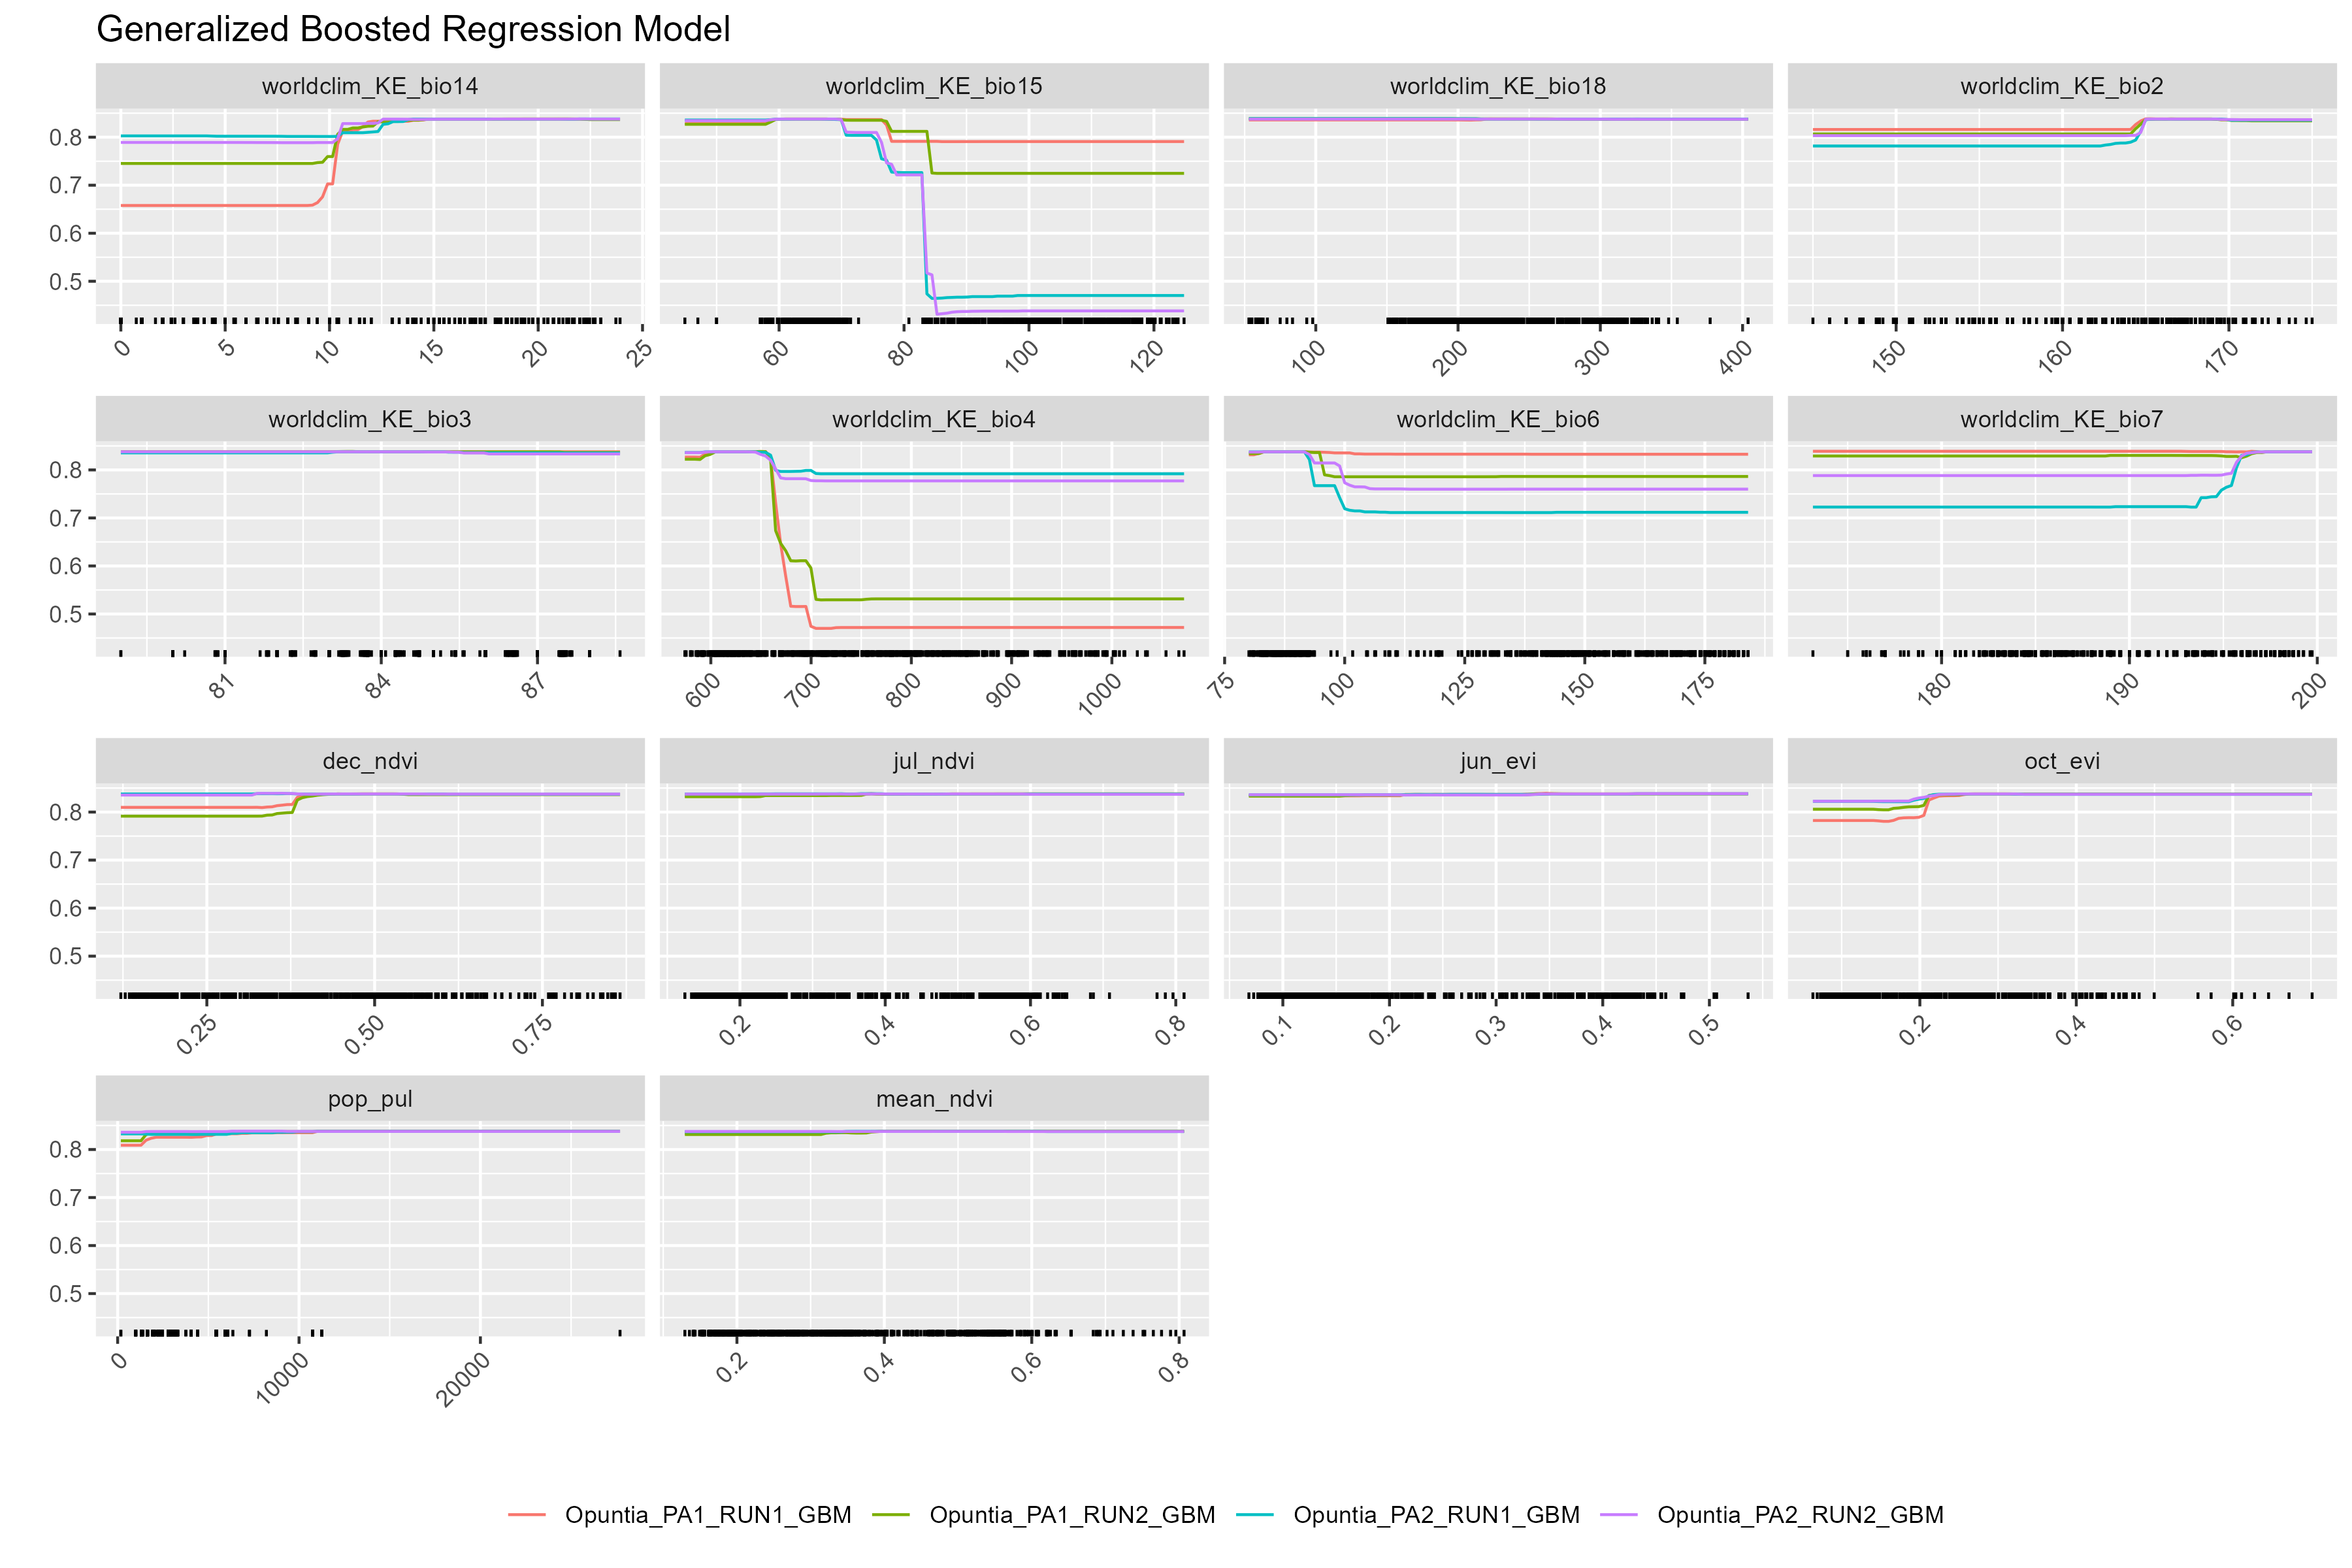 Generalized Boosted Regression Model
worldclim_KE_bio14 worldclim_KE_bio15 worldclim_KE_bio18 worldclim_KE_bio2
0.8
0.7
0.6
0.5
0 5 10 15 20 25 60 80 100 120 100 200 300 400 150 160 170
worldclim_KE_bio3 worldclim_KE_bio4 worldclim_KE_bio6 worldclim_KE_bio7
0.8
0.7
0.6
0.5
81 84 87 600 700 800 900 1000 75 100 125 150 175 180 190 200
dec_ndvi jul_ndvi jun_evi oct_evi
0.8
0.7
0.6
0.5
0.25 0.50 0.75 0.2 0.4 0.6 0.8 0.1 0.2 0.3 0.4 0.5 0.2 0.4 0.6
pop_pul mean_ndvi
0.8
0.7
0.6
0.5
0 10000 20000 0.2 0.4 0.6 0.8
Opuntia_PA1_RUN1_GBM Opuntia_PA1_RUN2_GBM Opuntia_PA2_RUN1_GBM Opuntia_PA2_RUN2_GBM